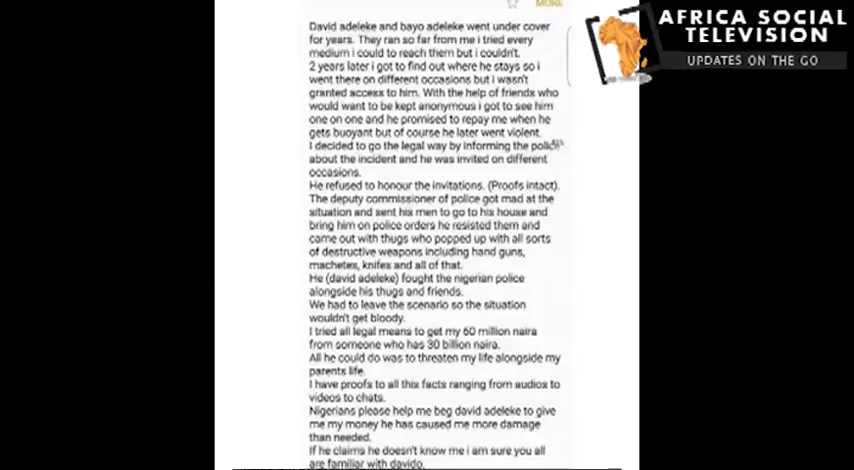 MORE
AFRICA SOCIAL
TELEVISION
UPDATES ON THE GO
David adeleke and bayo adeleke went under cover
for years. They ran so far from me i tried every
medium i could to reach them but i couldn't.
2 years later i got to find out where he stays so i
went there on different occasions but i wasn't
granted access to him. With the help of friends who
would want to be kept anonymous i got to see him
one on one and he promised to repay me when he
gets buoyant but of course he later went violent.
I decided to go the legal way by informing the police
about the incident and he was invited on different
occasions.
He refused to honour the invitations. (Proofs intact).
The deputy commissioner of police got mad at the
situation and sent his men to go to his house and
bring him on police orders he resisted them and
came out with thugs who popped up with all sorts
of destructive weapons including hand guns,
machetes, knifes and all of that.
He (david adeleke) fought the nigerian police
alongside his thugs and friends.
We had to leave the scenario so the situation
wouldn't get bloody.
I tried all legal means to get my 60 million naira
from someone who has 30 billion naira.
All he could do was to threaten my life alongside my
parents life.
I have proofs to all this facts ranging from audios to
videos to chats.
Nigerians please help me beg david adeleke to give
me my money he has caused me more damage
than needed.
If he claims he doesn't know me i am sure you all
are familiar with davido.